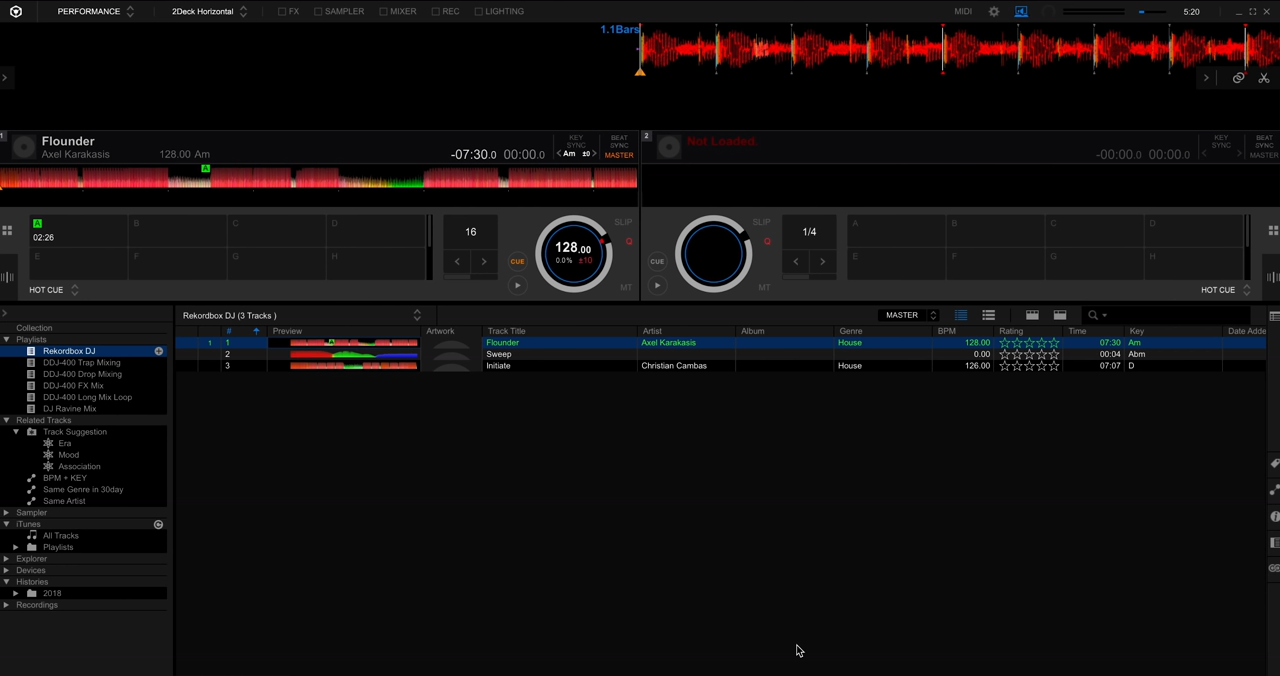 PERFORMANCE 2Deck Horizontal FX SAMPLER MIXER REC LIGHTING MIDI 5:20
1.1Bars
1 Flounder KEY SYNC BEAT SYNC 2 Not Loaded. KEY SYNC BEAT SYNC
Axel Karakasis 128.00 Am -07:30.0 00:00.0 < Am ±0 > MASTER -00:00.0 00:00.0 MASTER
A
A B C D 16 SLIP 1/4 SLIP A B C D
02:26 128.00 Q Q
E F G H < > CUE 0.0% ±10 CUE < > E F G H
HOT CUE MT MT HOT CUE
Rekordbox DJ (3 Tracks ) MASTER
Collection
Playlists
Rekordbox DJ
DDJ-400 Trap Mixing
DDJ-400 Drop Mixing
DDJ-400 FX Mix
DDJ-400 Long Mix Loop
DJ Ravine Mix
Related Tracks
Track Suggestion
Era
Mood
Association
BPM + KEY
Same Genre in 30day
Same Artist
Sampler
iTunes
All Tracks
Playlists
Explorer
Devices
Histories
2018
Recordings
# Preview Artwork Track Title Artist Album Genre BPM Rating Time Key Date Adde
1 1 Flounder Axel Karakasis House 128.00 07:30 Am
2 Sweep 0.00 00:04 Abm
3 Initiate Christian Cambas House 126.00 07:07 D